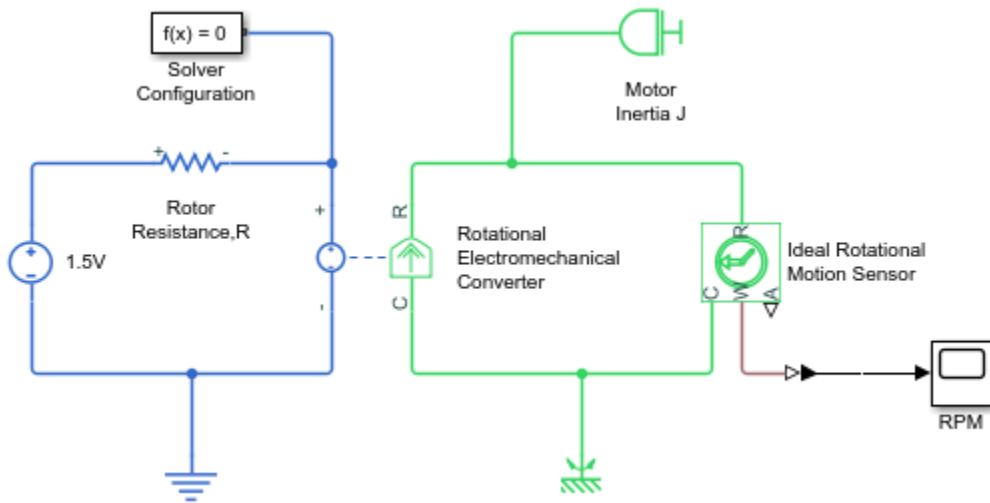 f(x) = 0
Solver
Configuration
Motor
Inertia J
+
-
Rotor
Resistance,R
+
-
1.5V
+
-
+
-
R
C
Rotational
Electromechanical
Converter
R
C
W
A
Ideal Rotational
Motion Sensor
RPM